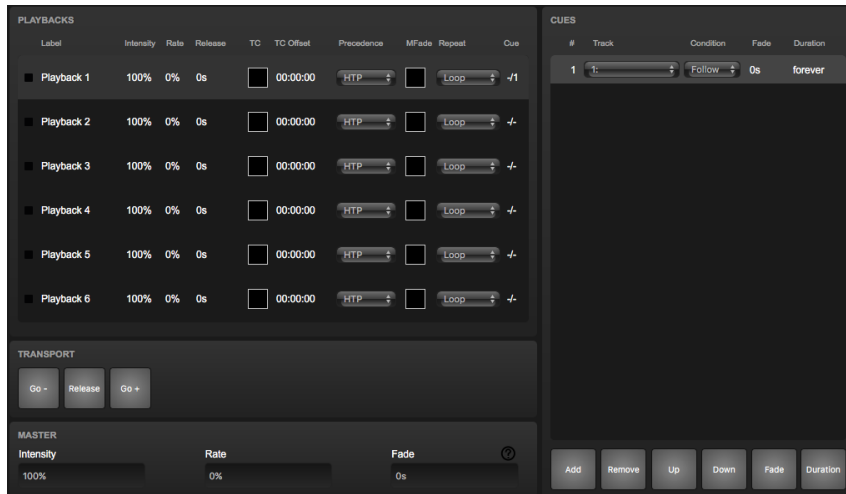 PLAYBACKS
Label Intensity Rate Release TC TC Offset Precedence MFade Repeat Cue
Playback 1 100% 0% 0s 00:00:00 HTP Loop -/1
Playback 2 100% 0% 0s 00:00:00 HTP Loop -/-
Playback 3 100% 0% 0s 00:00:00 HTP Loop -/-
Playback 4 100% 0% 0s 00:00:00 HTP Loop -/-
Playback 5 100% 0% 0s 00:00:00 HTP Loop -/-
Playback 6 100% 0% 0s 00:00:00 HTP Loop -/-
TRANSPORT
Go - Release Go +
MASTER
Intensity Rate Fade ?
100% 0% 0s
CUES
# Track Condition Fade Duration
1 1: Follow 0s forever
Add Remove Up Down Fade Duration